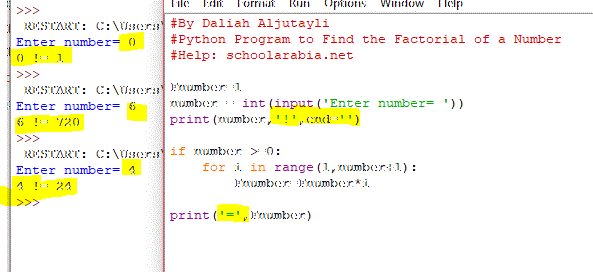 >>>
RESTART: C:\Users\
Enter number= 0
0 != 1
>>>
RESTART: C:\Users\
Enter number= 6
6 != 720
>>>
RESTART: C:\Users\
Enter number= 4
4 != 24
>>>
File Edit Format Run Options Window Help
#By Daliah Aljutayli
#Python Program to Find the Factorial of a Number
#Help: schoolarabia.net
Fnumber=1
number = int(input('Enter number= '))
print(number,'!',end='')
if number > 0:
for i in range(1,number+1):
Fnumber=Fnumber*i
print('=',Fnumber)